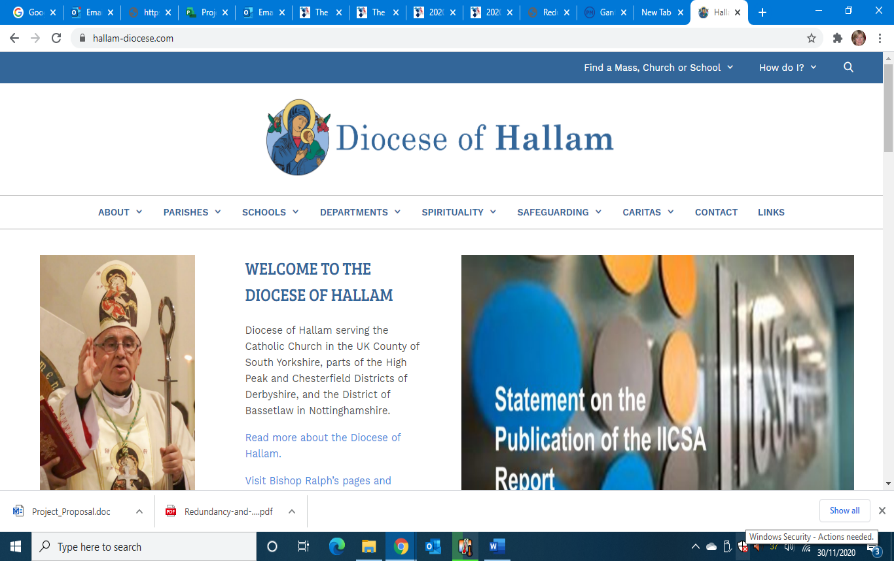 Goo
Ema
http
Proj
Ema
The
The
2020
2020
Red
Gan
New Tab
Hall
hallam-diocese.com
Find a Mass, Church or School
How do I?
Diocese of Hallam
ABOUT
PARISHES
SCHOOLS
DEPARTMENTS
SPIRITUALITY
SAFEGUARDING
CARITAS
CONTACT
LINKS
WELCOME TO THE
DIOCESE OF HALLAM
Diocese of Hallam serving the
Catholic Church in the UK County of
South Yorkshire, parts of the High
Peak and Chesterfield Districts of
Derbyshire, and the District of
Bassetlaw in Nottinghamshire.
Read more about the Diocese of
Hallam.
Visit Bishop Ralph's pages and
IICSA
Statement on the
Publication of the IICSA
Report
Project_Proposal.doc
Redundancy-and-....pdf
Show all
Type here to search
Windows Security - Actions needed.
30/11/2020
3